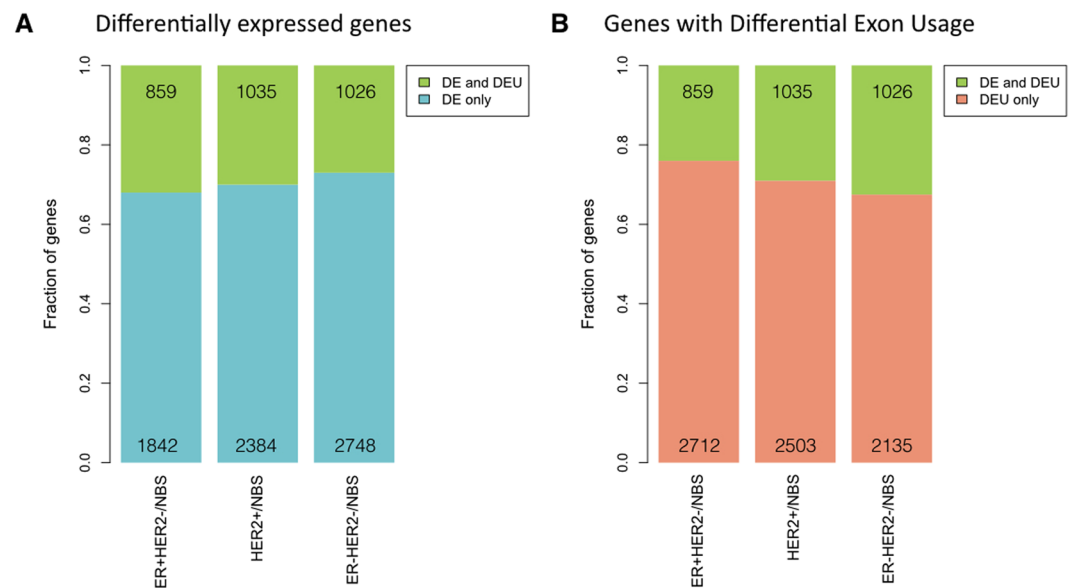 A Differentially expressed genes
Fraction of genes
1.0
0.8
0.6
0.4
0.2
0.0
859 1035 1026
1842 2384 2748
ER+HER2-/NBS
HER2+/NBS
ER-HER2-/NBS
DE and DEU
DE only
B Genes with Differential Exon Usage
Fraction of genes
1.0
0.8
0.6
0.4
0.2
0.0
859 1035 1026
2712 2503 2135
ER+HER2-/NBS
HER2+/NBS
ER-HER2-/NBS
DE and DEU
DEU only